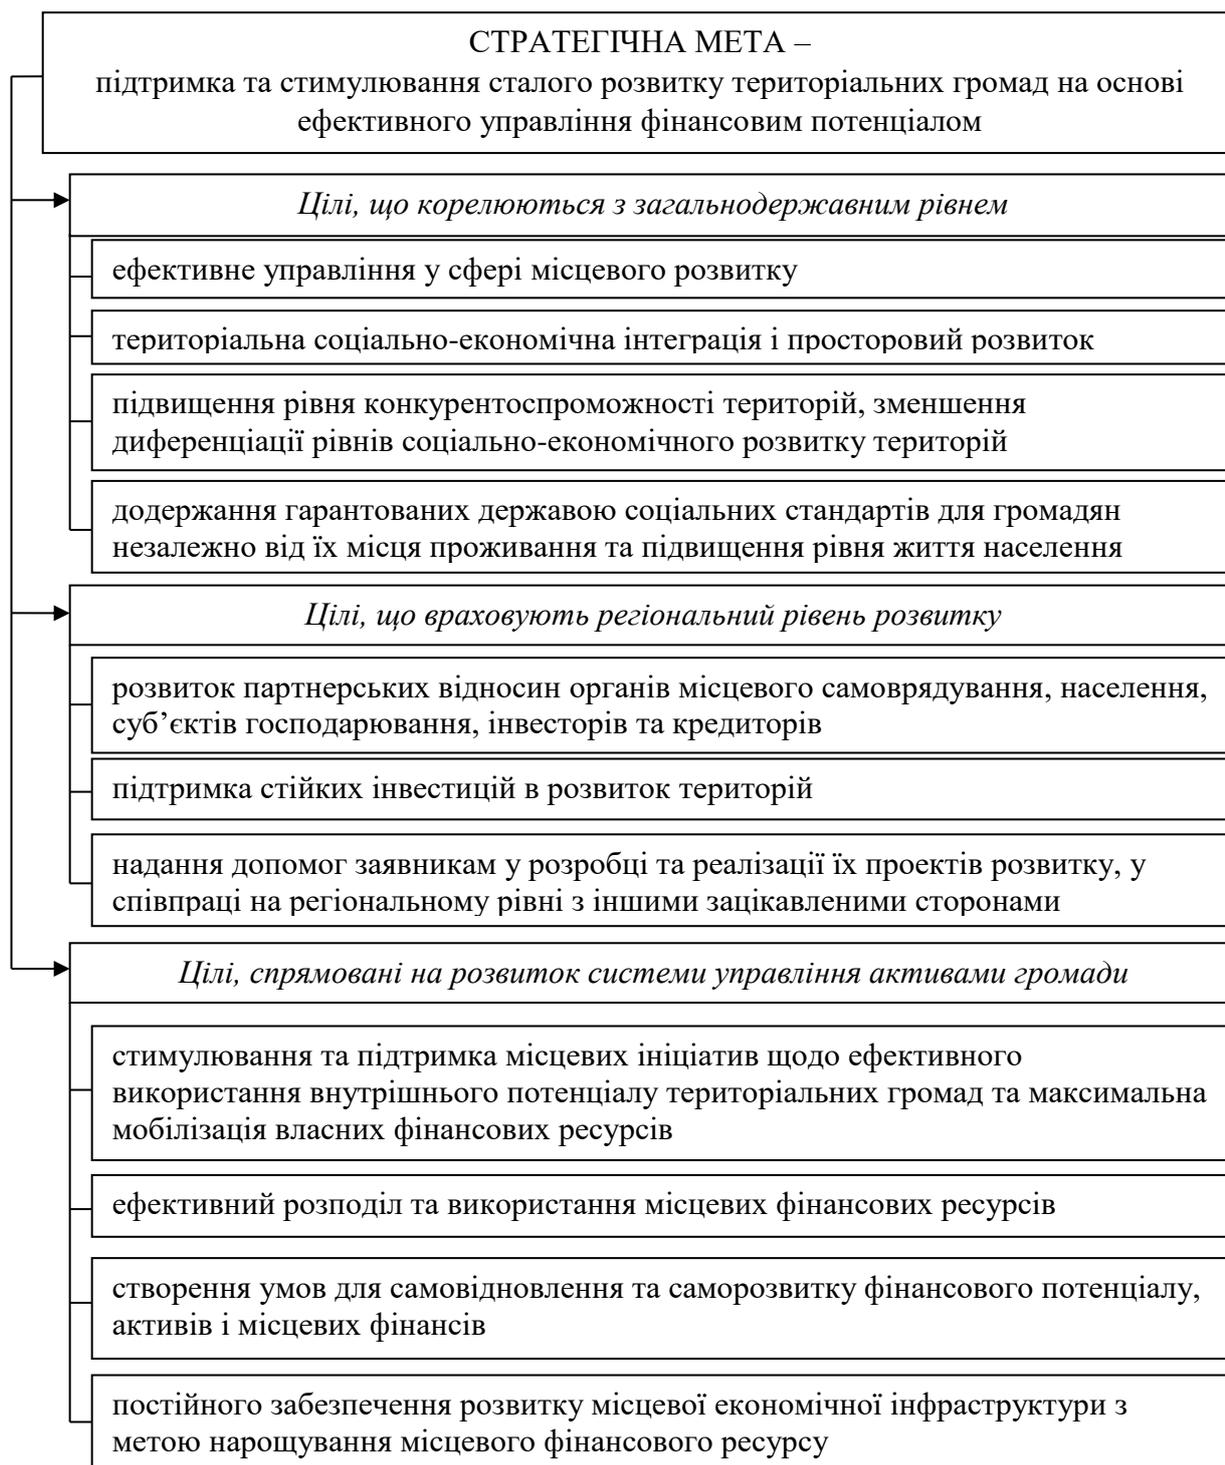 СТРАТЕГІЧНА МЕТА –
підтримка та стимулювання сталого розвитку територіальних громад на основі
ефективного управління фінансовим потенціалом
Цілі, що корелюються з загальнодержавним рівнем
ефективне управління у сфері місцевого розвитку
територіальна соціально-економічна інтеграція і просторовий розвиток
підвищення рівня конкурентоспроможності територій, зменшення
диференціації рівнів соціально-економічного розвитку територій
додержання гарантованих державою соціальних стандартів для громадян
незалежно від їх місця проживання та підвищення рівня життя населення
Цілі, що враховують регіональний рівень розвитку
розвиток партнерських відносин органів місцевого самоврядування, населення,
суб’єктів господарювання, інвесторів та кредиторів
підтримка стійких інвестицій в розвиток територій
надання допомог заявникам у розробці та реалізації їх проектів розвитку, у
співпраці на регіональному рівні з іншими зацікавленими сторонами
Цілі, спрямовані на розвиток системи управління активами громади
стимулювання та підтримка місцевих ініціатив щодо ефективного
використання внутрішнього потенціалу територіальних громад та максимальна
мобілізація власних фінансових ресурсів
ефективний розподіл та використання місцевих фінансових ресурсів
створення умов для самовідновлення та саморозвитку фінансового потенціалу,
активів і місцевих фінансів
постійного забезпечення розвитку місцевої економічної інфраструктури з
метою нарощування місцевого фінансового ресурсу